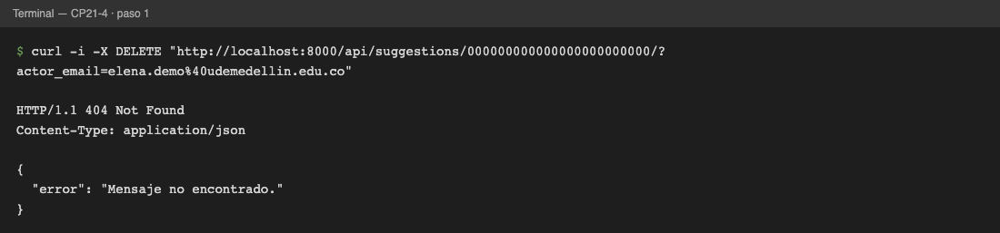 Terminal — CP21-4 · paso 1
$ curl -i -X DELETE "http://localhost:8000/api/suggestions/000000000000000000000000/?
actor_email=elena.demo%40udemedellin.edu.co"
HTTP/1.1 404 Not Found
Content-Type: application/json
{
  "error": "Mensaje no encontrado."
}